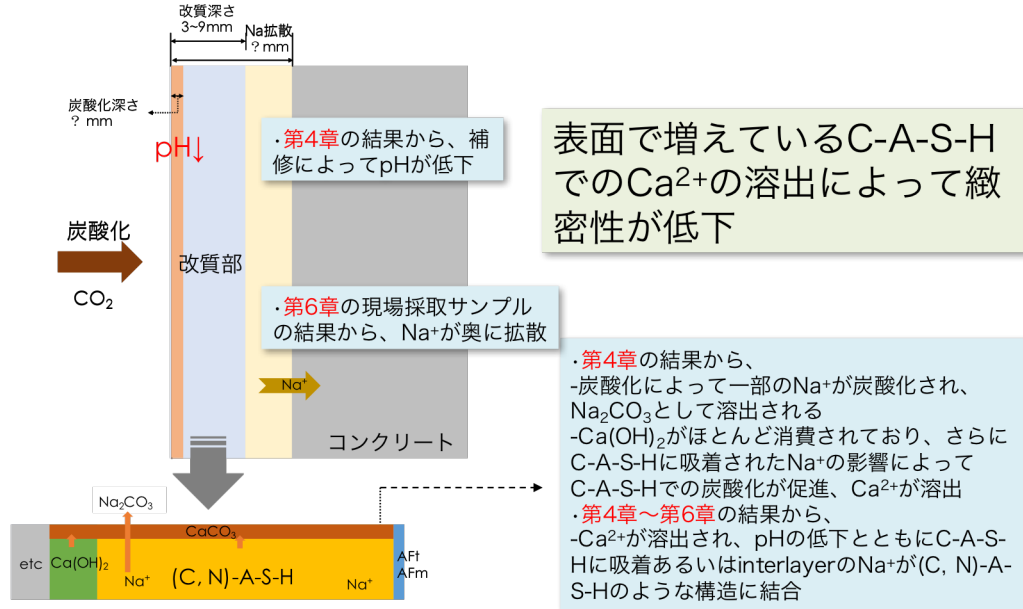 改質深さ
3~9mm
Na拡散
？mm
炭酸化深さ
？ mm
pH↓
・第4章の結果から、補
修によってpHが低下
表面で増えているC-A-S-H
でのCa²⁺の溶出によって緻
密性が低下
炭酸化
CO₂
改質部
・第6章の現場採取サンプル
の結果から、Na⁺が奥に拡散
Na⁺
コンクリート
・第4章の結果から、
-炭酸化によって一部のNa⁺が炭酸化され、
Na₂CO₃として溶出される
-Ca(OH)₂がほとんど消費されており、さらに
C-A-S-Hに吸着されたNa⁺の影響によって
C-A-S-Hでの炭酸化が促進、Ca²⁺が溶出
・第4章～第6章の結果から、
-Ca²⁺が溶出され、pHの低下とともにC-A-S-
Hに吸着あるいはinterlayerのNa⁺が(C, N)-A-
S-Hのような構造に結合
Na₂CO₃
CaCO₃
etc
Ca(OH)₂
Na⁺
(C, N)-A-S-H
Na⁺
AFt
AFm